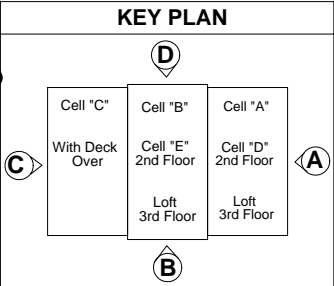 KEY PLAN
D
Cell "C"
With Deck
Over
Cell "B"
Cell "E"
2nd Floor
Loft
3rd Floor
Cell "A"
Cell "D"
2nd Floor
Loft
3rd Floor
C
A
B